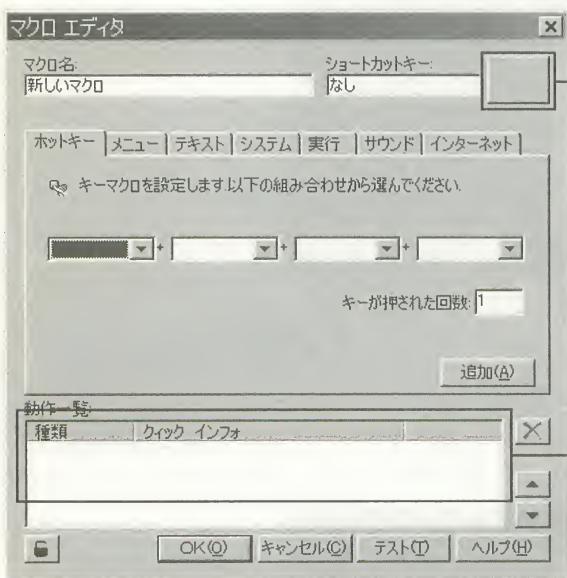 マクロ エディタ
マクロ名:
ショートカットキー:
新しいマクロ
なし
ホットキー メニュー テキスト システム 実行 サウンド インターネット
キーマクロを設定します.以下の組み合わせから選んでください.
+ + +
キーが押された回数: 1
追加(A)
動作一覧:
種類 クィック インフォ
OK(O) キャンセル(C) テスト(T) ヘルプ(H)